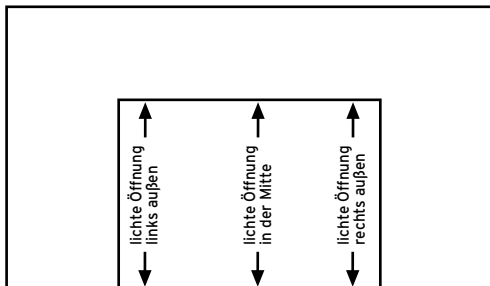 lichte Öffnung
links außen
lichte Öffnung
in der Mitte
lichte Öffnung
rechts außen